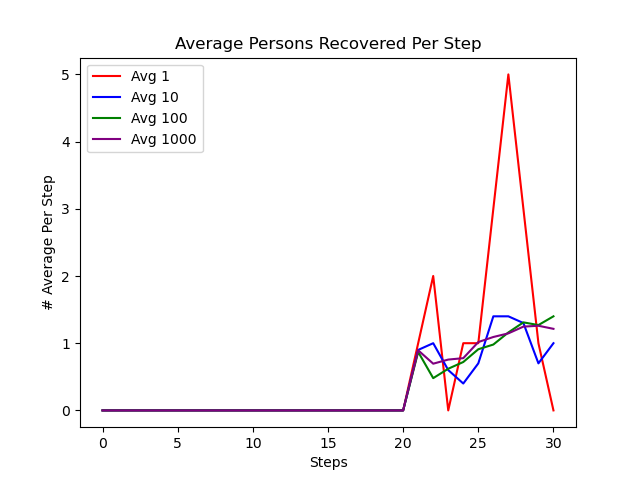 Average Persons Recovered Per Step
Avg 1
Avg 10
Avg 100
Avg 1000
# Average Per Step
5
4
3
2
1
0
0 5 10 15 20 25 30
Steps